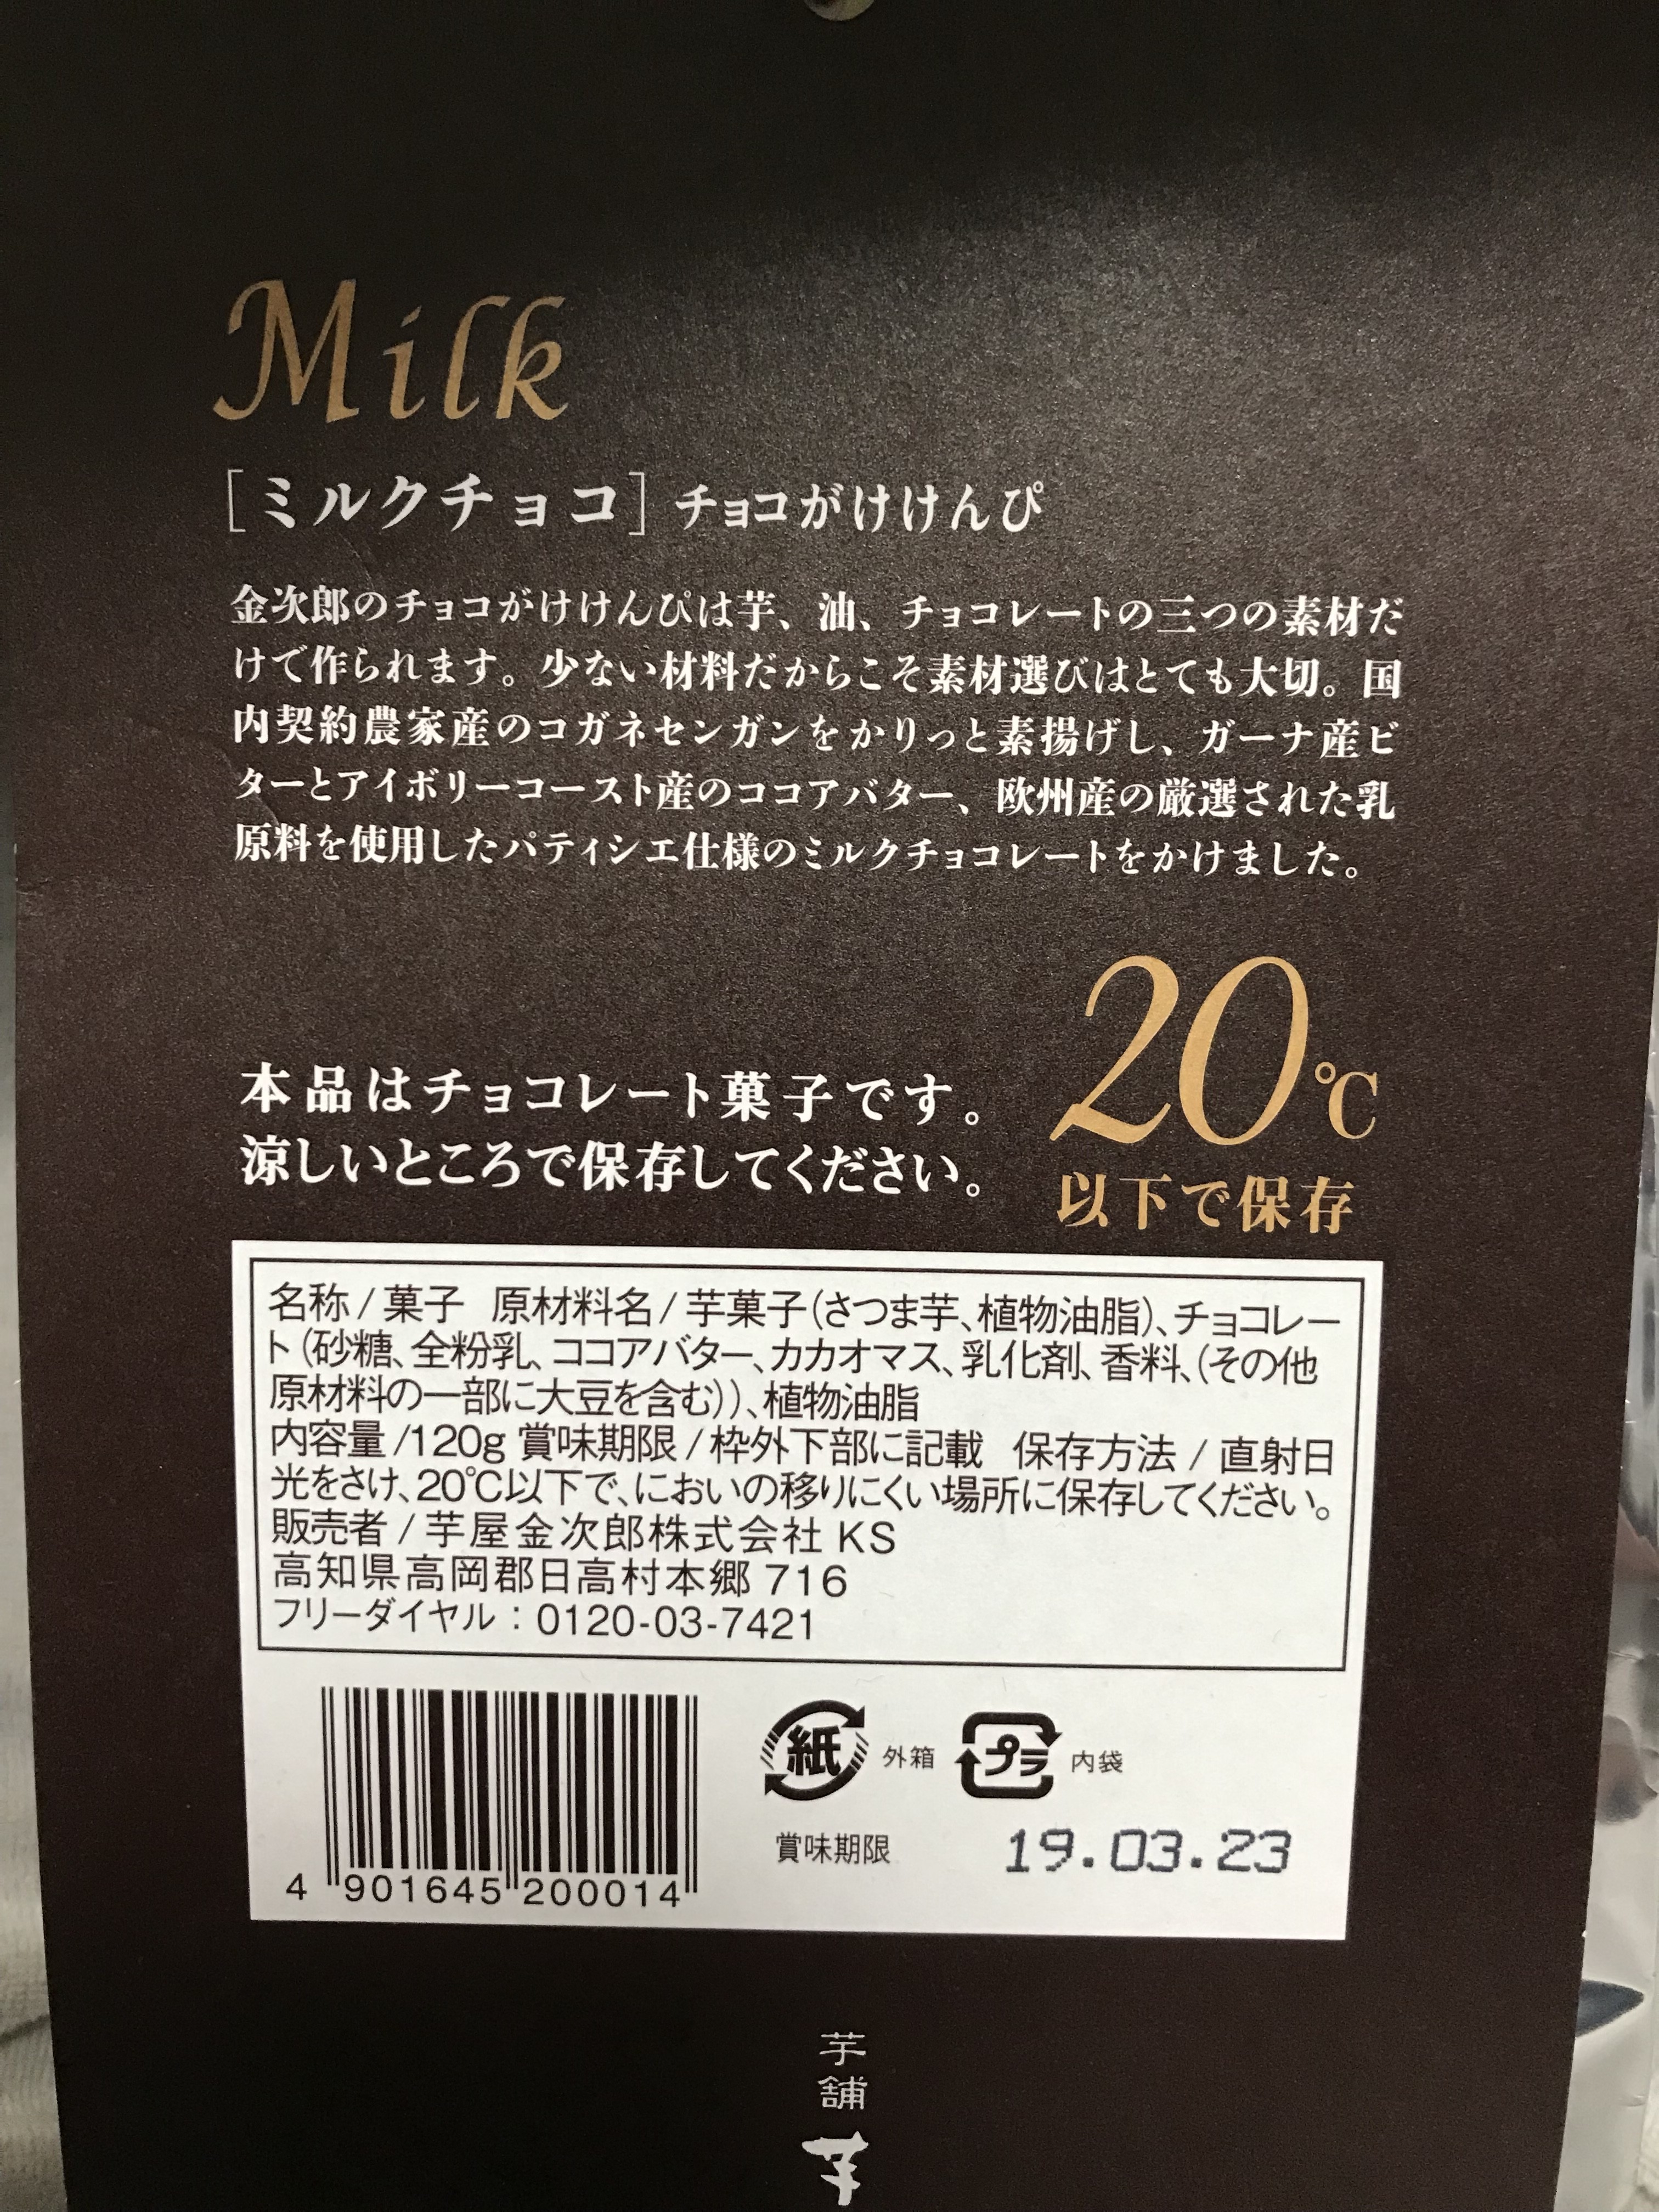 Milk
[ミルクチョコ] チョコがけけんぴ
金次郎のチョコがけけんぴは芋、油、チョコレートの三つの素材だ
けで作られます。少ない材料だからこそ素材選びはとても大切。国
内契約農家産のコガネセンガンをかりっと素揚げし、ガーナ産ビ
ターとアイボリーコースト産のココアバター、欧州産の厳選された乳
原料を使用したパティシエ仕様のミルクチョコレートをかけました。
本品はチョコレート菓子です。
涼しいところで保存してください。
20℃
以下で保存
名称/菓子 原材料名/芋菓子(さつま芋、植物油脂)、チョコレー
ト(砂糖、全粉乳、ココアバター、カカオマス、乳化剤、香料、(その他
原材料の一部に大豆を含む))、植物油脂
内容量/120g 賞味期限/枠外下部に記載 保存方法/直射日
光をさけ、20℃以下で、においの移りにくい場所に保存してください。
販売者/芋屋金次郎株式会社 KS
高知県高岡郡日高村本郷 716
フリーダイヤル:0120-03-7421
紙 外箱 プラ 内袋
賞味期限 19.03.23
4 901645 200014
芋
舗
芋